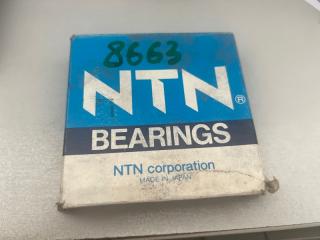 8663
NTN®
BEARINGS
NTN corporation
MADE IN JAPAN